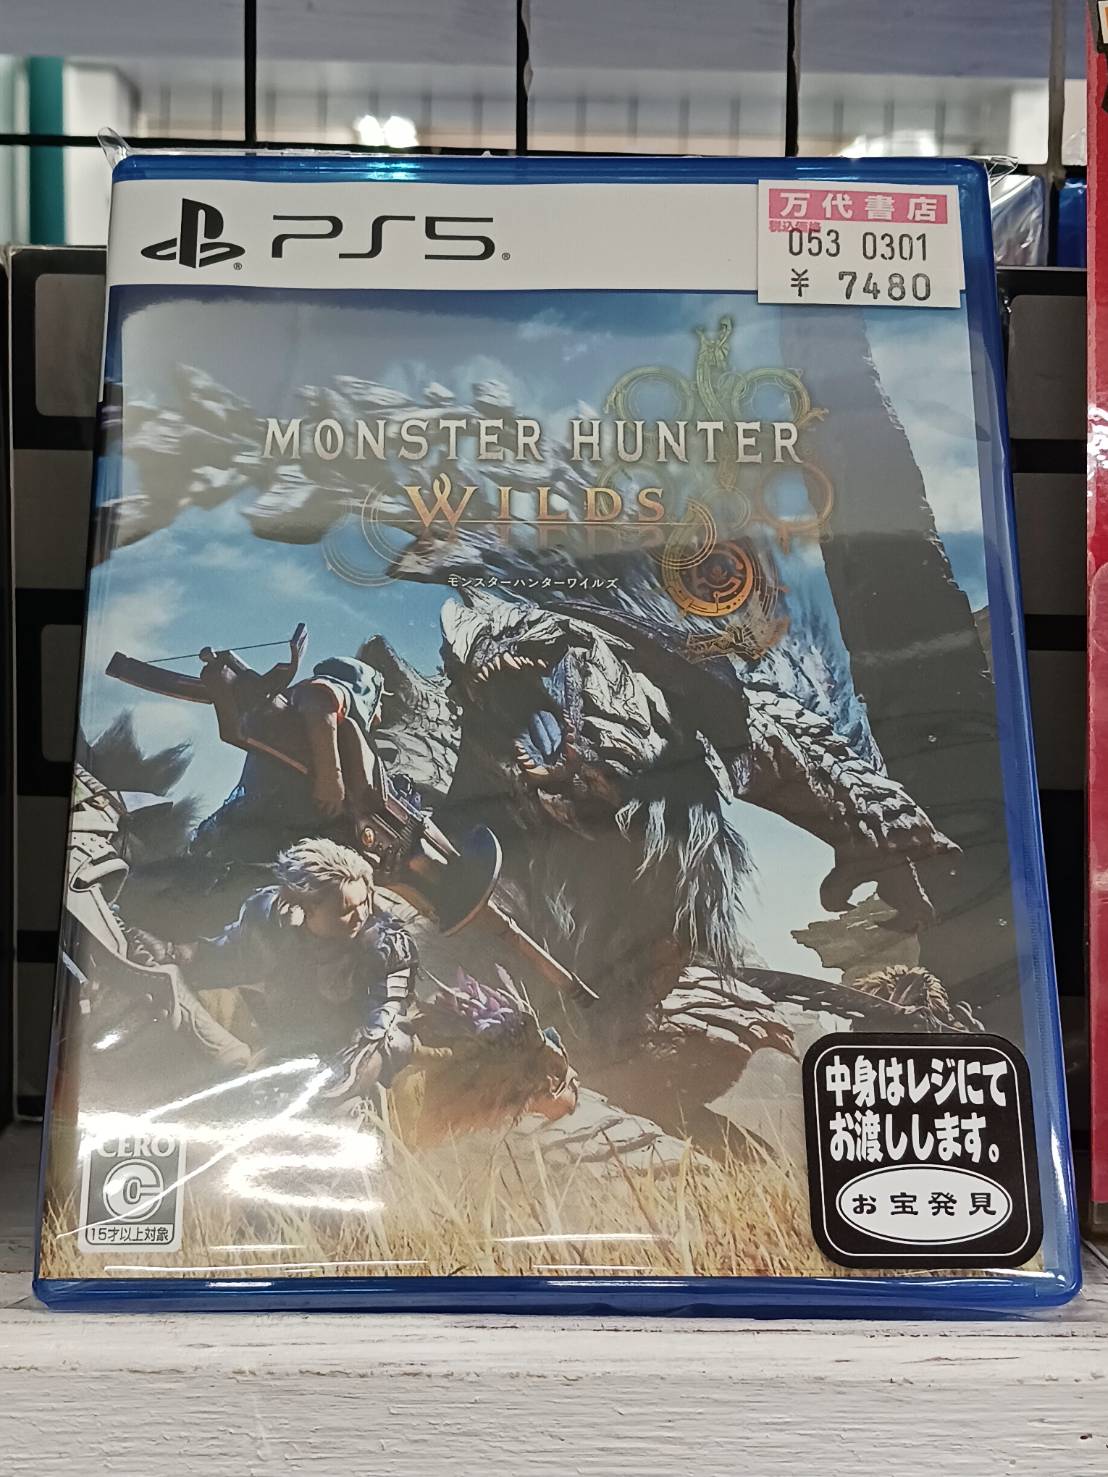 PS5
万代書店
税込価格
053 0301
¥ 7480
MONSTER HUNTER
WILDS
モンスターハンターワイルズ
中身はレジにて
お渡しします。
お宝発見
CERO
C
15才以上対象